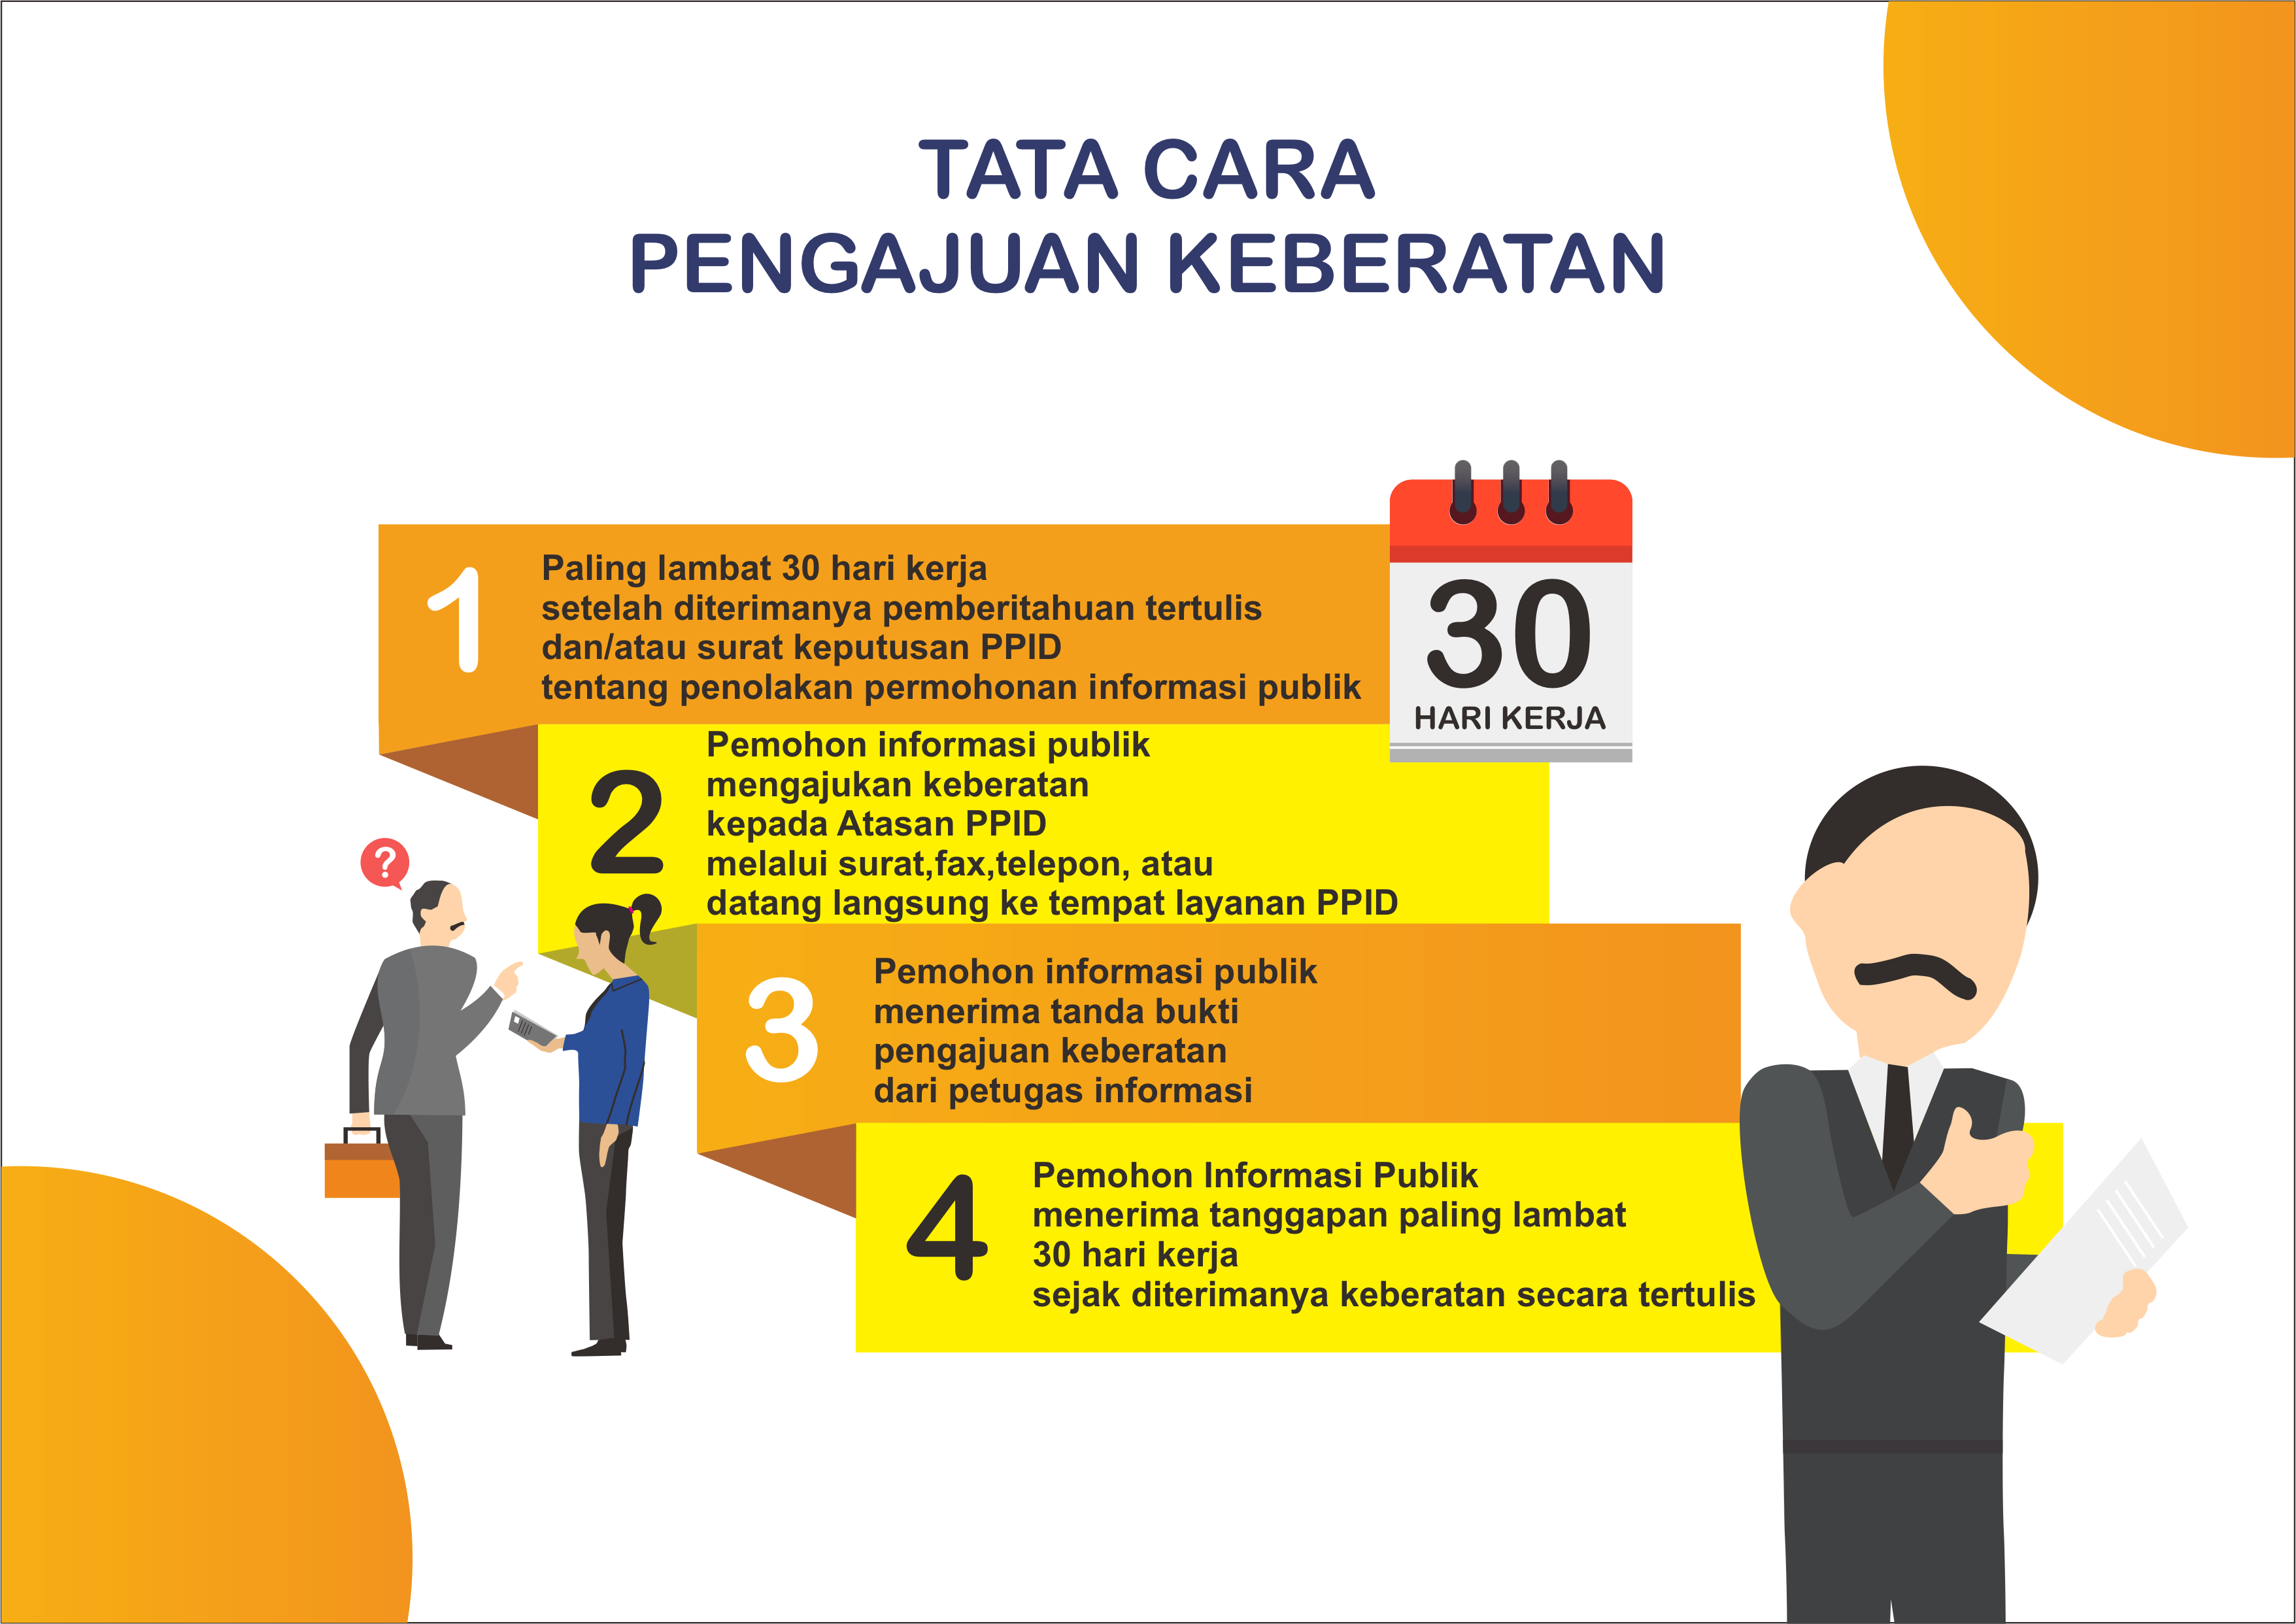 TATA CARA
PENGAJUAN KEBERATAN
1
Paling lambat 30 hari kerja
setelah diterimanya pemberitahuan tertulis
dan/atau surat keputusan PPID
tentang penolakan permohonan informasi publik
30
HARI KERJA
2
Pemohon informasi publik
mengajukan keberatan
kepada Atasan PPID
melalui surat,fax,telepon, atau
datang langsung ke tempat layanan PPID
?
3
Pemohon informasi publik
menerima tanda bukti
pengajuan keberatan
dari petugas informasi
4
Pemohon Informasi Publik
menerima tanggapan paling lambat
30 hari kerja
sejak diterimanya keberatan secara tertulis